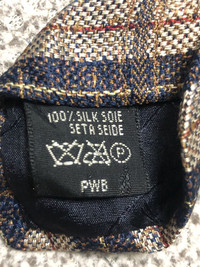 100% SILK SOIE
SETA SEIDE
P
PWB